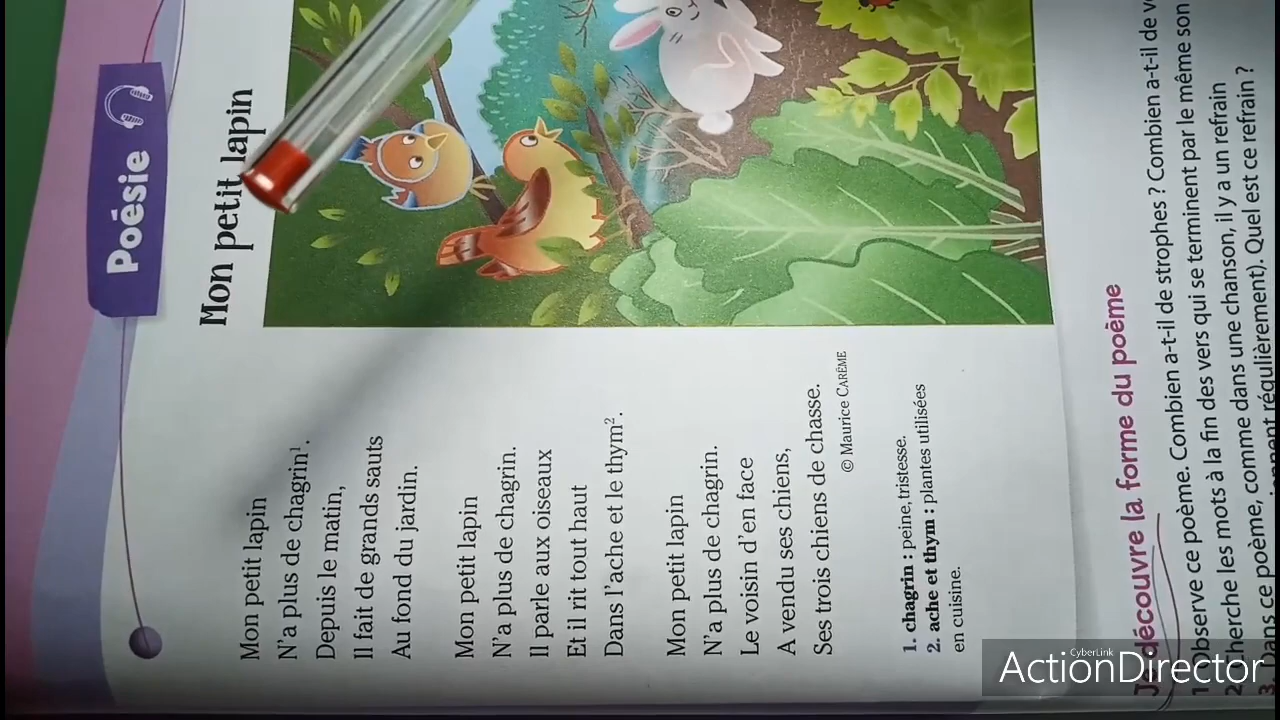 Poésie
Mon petit lapin
Mon petit lapin
N'a plus de chagrin¹.
Depuis le matin,
Il fait de grands sauts
Au fond du jardin.
Mon petit lapin
N'a plus de chagrin.
Il parle aux oiseaux
Et il rit tout haut
Dans l'ache et le thym².
Mon petit lapin
N'a plus de chagrin.
Le voisin d'en face
A vendu ses chiens,
Ses trois chiens de chasse.
© Maurice CARÊME
1. chagrin : peine, tristesse.
2. ache et thym : plantes utilisées
en cuisine.
Je découvre la forme du poème
1. Observe ce poème. Combien a-t-il de strophes ? Combien a-t-il de
2. Cherche les mots à la fin des vers qui se terminent par le même son
3. Dans ce poème, comme dans une chanson, il y a un refrain
régulièrement). Quel est ce refrain ?
CyberLink
ActionDirector